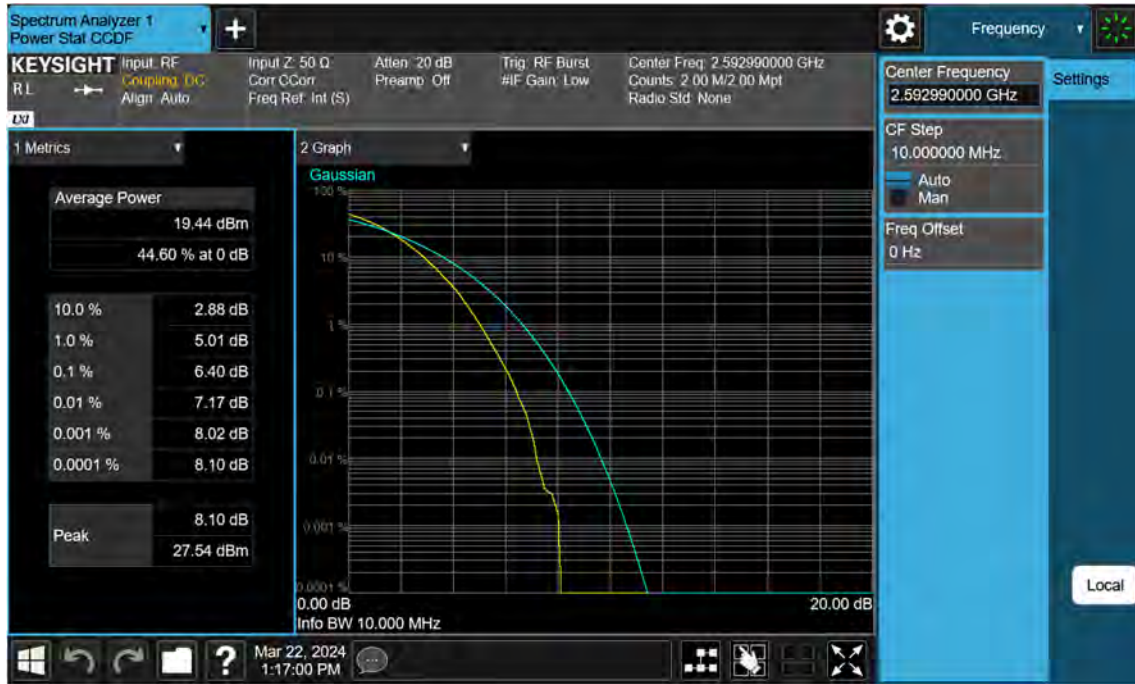 Spectrum Analyzer 1
Power Stat CCDF
+
Frequency
KEYSIGHT
RL
LXI
Input: RF
Coupling: DC
Align: Auto
Input Z: 50 Ω
Corr CCorr
Freq Ref: Int (S)
Atten: 20 dB
Preamp: Off
Trig: RF Burst
#IF Gain: Low
Center Freq: 2.592990000 GHz
Counts: 2.00 M/2.00 Mpt
Radio Std: None
Center Frequency
2.592990000 GHz
Settings
CF Step
10.000000 MHz
Auto
Man
Freq Offset
0 Hz
1 Metrics
Average Power
19.44 dBm
44.60 % at 0 dB
10.0 % 2.88 dB
1.0 % 5.01 dB
0.1 % 6.40 dB
0.01 % 7.17 dB
0.001 % 8.02 dB
0.0001 % 8.10 dB
Peak
8.10 dB
27.54 dBm
2 Graph
Gaussian
100 %
10 %
1 %
0.1 %
0.01 %
0.001 %
0.0001 %
0.00 dB
20.00 dB
Info BW 10.000 MHz
Local
?
Mar 22, 2024
1:17:00 PM